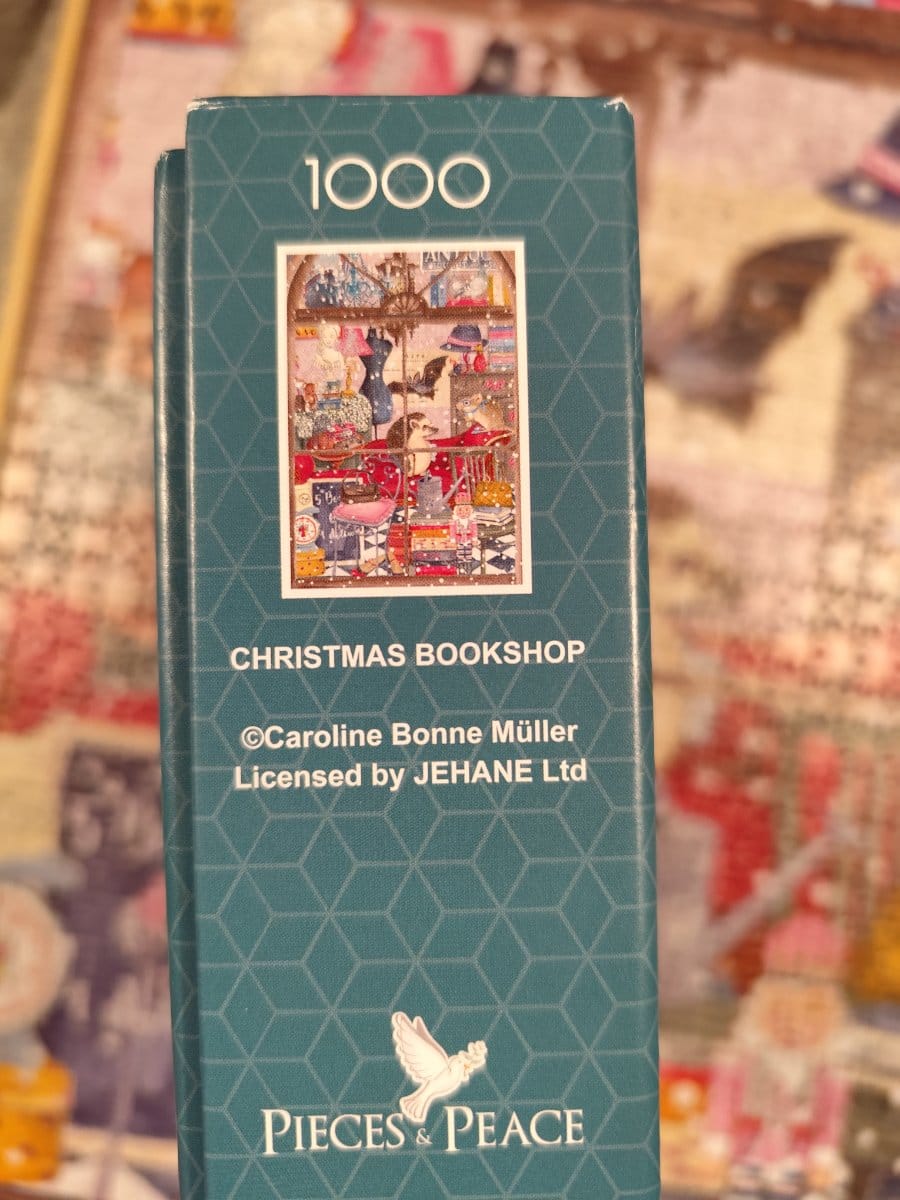 1000
CHRISTMAS BOOKSHOP
©Caroline Bonne Müller
Licensed by JEHANE Ltd
PIECES & PEACE